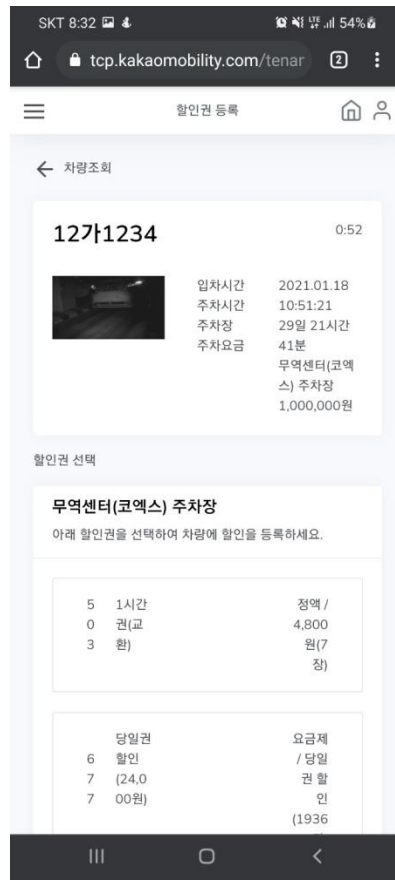 SKT 8:32 LTE 54%
tcp.kakaomobility.com/tenar 2
할인권 등록
차량조회
12가1234 0:52
입차시간 2021.01.18
주차시간 10:51:21
주차장 29일 21시간
주차요금 41분
무역센터(코엑
스) 주차장
1,000,000원
할인권 선택
무역센터(코엑스) 주차장
아래 할인권을 선택하여 차량에 할인을 등록하세요.
5 1시간 정액 /
0 권(교 4,800
3 환) 원(7
장)
당일권 요금제
6 할인 / 당일
7 (24,0 권 할
7 00원) 인
(1936